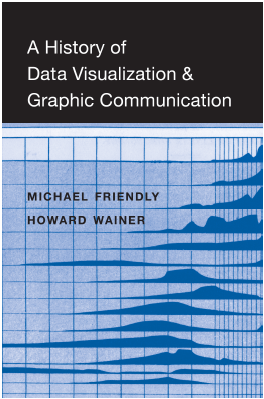 A History of
Data Visualization &
Graphic Communication
MICHAEL FRIENDLY
HOWARD WAINER